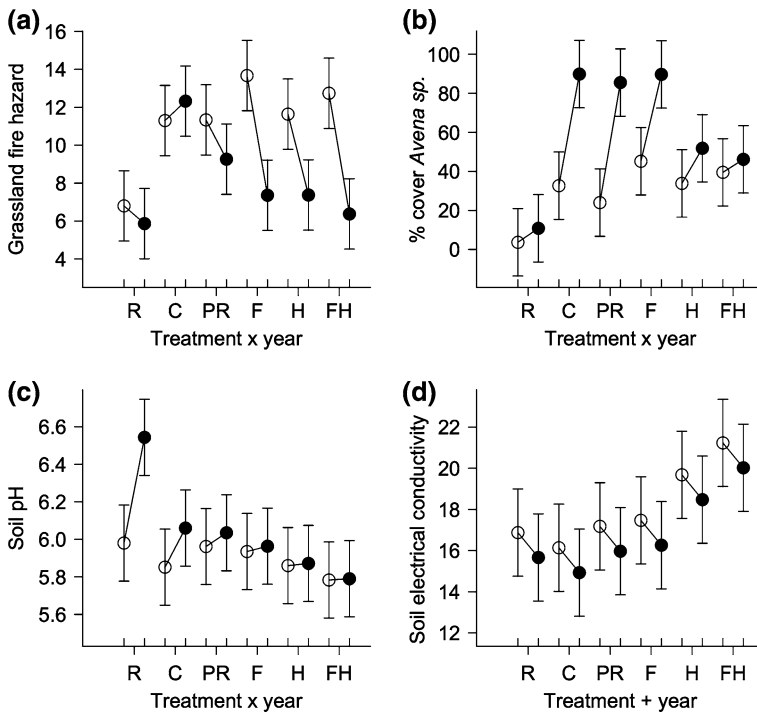 (a)
Grassland fire hazard
16
14
12
10
8
6
4
R C PR F H FH
Treatment x year
(b)
% cover Avena sp.
100
80
60
40
20
0
R C PR F H FH
Treatment x year
(c)
Soil pH
6.6
6.4
6.2
6.0
5.8
5.6
R C PR F H FH
Treatment x year
(d)
Soil electrical conductivity
22
20
18
16
14
12
R C PR F H FH
Treatment + year